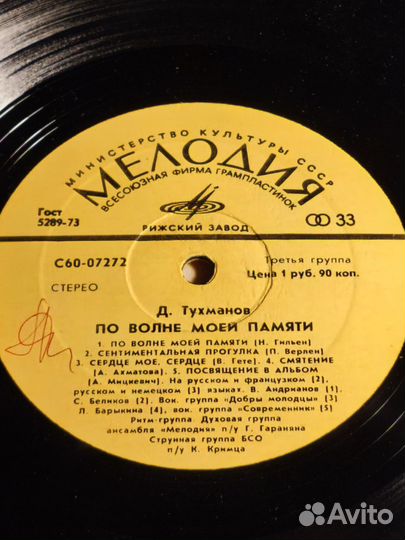 МИНИСТЕРСТВО КУЛЬТУРЫ СССР
МЕЛОДИЯ
ВСЕСОЮЗНАЯ ФИРМА ГРАМПЛАСТИНОК
РИЖСКИЙ ЗАВОД
Гост
5289-73
33
С60-07272
Третья группа
Цена 1 руб. 90 коп.
СТЕРЕО
Д. Тухманов
ПО ВОЛНЕ МОЕЙ ПАМЯТИ
1. ПО ВОЛНЕ МОЕЙ ПАМЯТИ (Н. Гильен)
2. СЕНТИМЕНТАЛЬНАЯ ПРОГУЛКА (П. Верлен)
3. СЕРДЦЕ МОЕ, СЕРДЦЕ (В. Гете). 4. СМЯТЕНИЕ
(А. Ахматова). 5. ПОСВЯЩЕНИЕ В АЛЬБОМ
(А. Мицкевич). На русском и французском (2),
русском и немецком (3) языках. В. Андрианов (1).
С. Беликов (2). Вок. группа «Добры молодцы» (3)
Л. Барыкина (4), вок. группа «Современник» (5)
Ритм-группа. Духовая группа
ансамбля «Мелодия» п/у Г. Гараняна
Струнная группа БСО
п/у К. Кримца
Avito